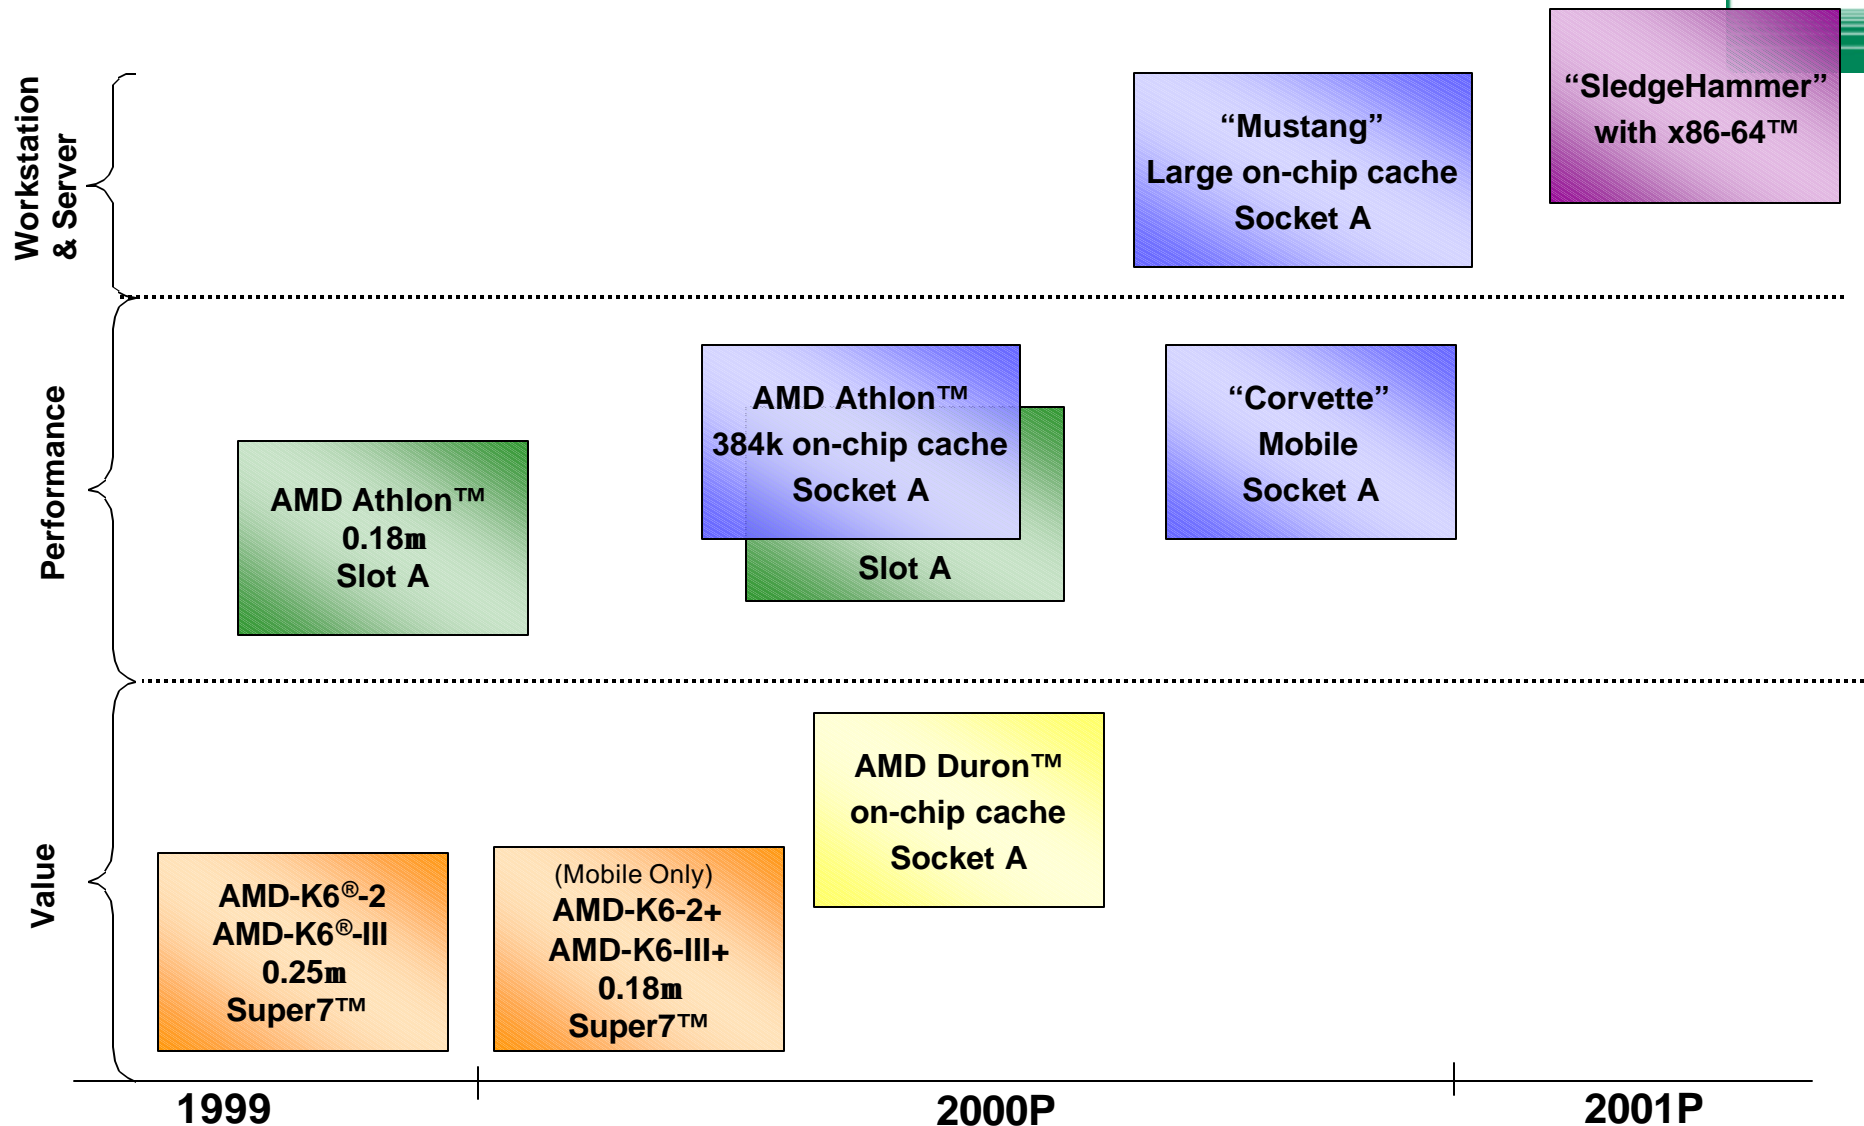 Workstation
& Server
“Mustang”
Large on-chip cache
Socket A
“SledgeHammer”
with x86-64™
Performance
AMD Athlon™
0.18m
Slot A
AMD Athlon™
384k on-chip cache
Socket A
Slot A
“Corvette”
Mobile
Socket A
Value
AMD-K6®-2
AMD-K6®-III
0.25m
Super7™
(Mobile Only)
AMD-K6-2+
AMD-K6-III+
0.18m
Super7™
AMD Duron™
on-chip cache
Socket A
1999
2000P
2001P